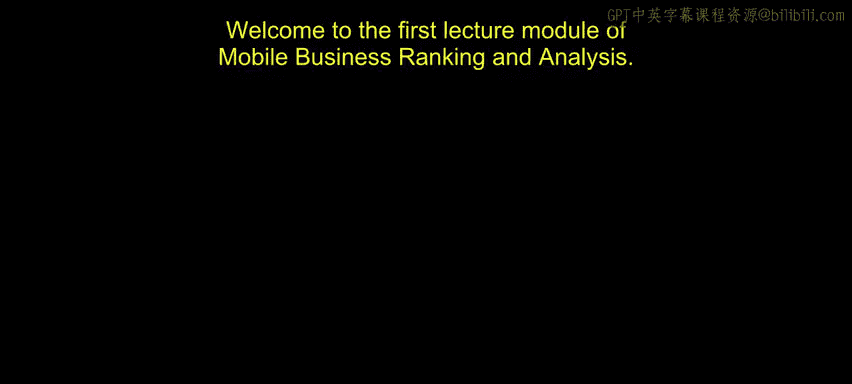 GPT中英字幕课程资源@bilibili.com
Welcome to the first lecture module of
Mobile Business Ranking and Analysis.